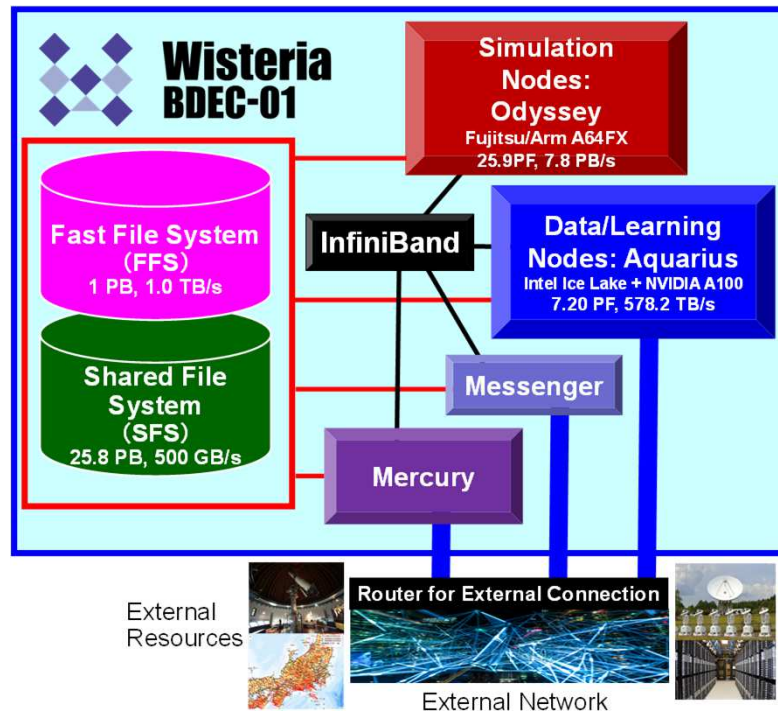 Wisteria
BDEC-01
Simulation
Nodes:
Odyssey
Fujitsu/Arm A64FX
25.9PF, 7.8 PB/s
Fast File System
（FFS）
1 PB, 1.0 TB/s
InfiniBand
Data/Learning
Nodes: Aquarius
Intel Ice Lake + NVIDIA A100
7.20 PF, 578.2 TB/s
Shared File
System
（SFS）
25.8 PB, 500 GB/s
Messenger
Mercury
External
Resources
Router for External Connection
External Network